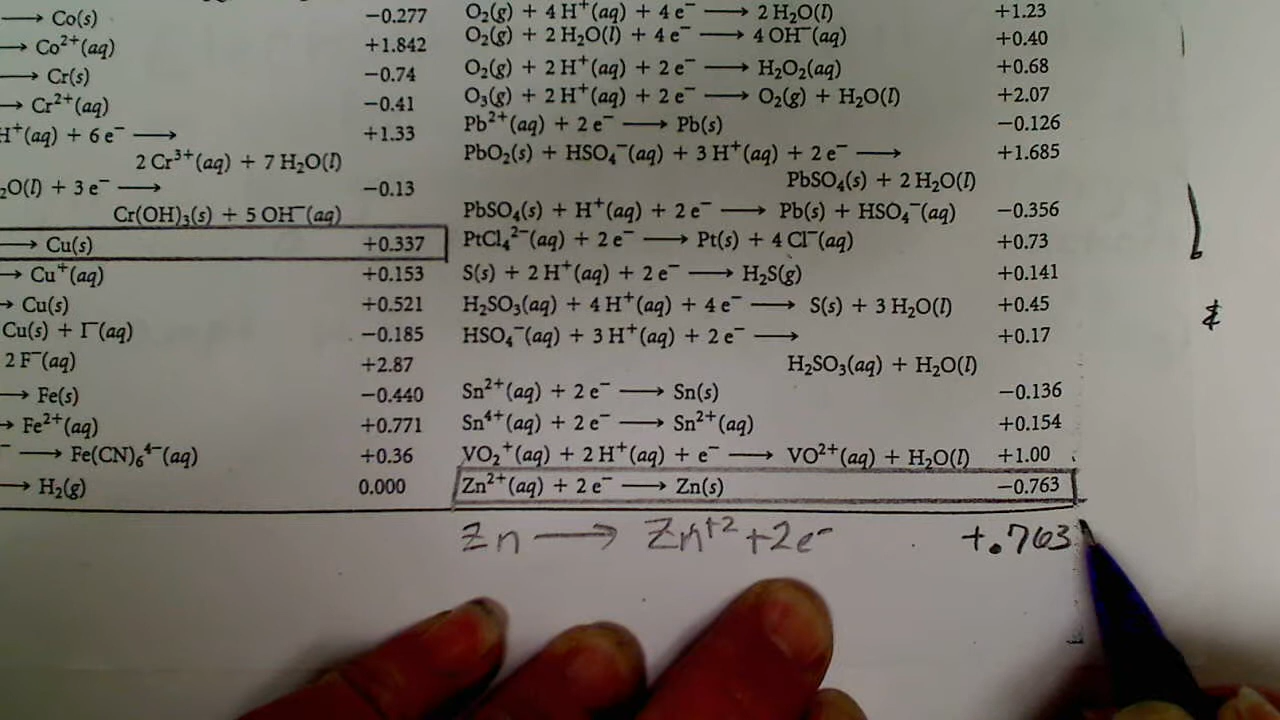 → Co(s) −0.277
→ Co²⁺(aq) +1.842
→ Cr(s) −0.74
→ Cr²⁺(aq) −0.41
H⁺(aq) + 6 e⁻ → +1.33
2 Cr³⁺(aq) + 7 H₂O(l)
₂O(l) + 3 e⁻ → −0.13
Cr(OH)₃(s) + 5 OH⁻(aq)
→ Cu(s) +0.337
→ Cu⁺(aq) +0.153
→ Cu(s) +0.521
Cu(s) + I⁻(aq) −0.185
2 F⁻(aq) +2.87
→ Fe(s) −0.440
→ Fe²⁺(aq) +0.771
⁻ → Fe(CN)₆⁴⁻(aq) +0.36
→ H₂(g) 0.000
O₂(g) + 4 H⁺(aq) + 4 e⁻ → 2 H₂O(l) +1.23
O₂(g) + 2 H₂O(l) + 4 e⁻ → 4 OH⁻(aq) +0.40
O₂(g) + 2 H⁺(aq) + 2 e⁻ → H₂O₂(aq) +0.68
O₃(g) + 2 H⁺(aq) + 2 e⁻ → O₂(g) + H₂O(l) +2.07
Pb²⁺(aq) + 2 e⁻ → Pb(s) −0.126
PbO₂(s) + HSO₄⁻(aq) + 3 H⁺(aq) + 2 e⁻ → +1.685
PbSO₄(s) + 2 H₂O(l)
PbSO₄(s) + H⁺(aq) + 2 e⁻ → Pb(s) + HSO₄⁻(aq) −0.356
PtCl₄²⁻(aq) + 2 e⁻ → Pt(s) + 4 Cl⁻(aq) +0.73
S(s) + 2 H⁺(aq) + 2 e⁻ → H₂S(g) +0.141
H₂SO₃(aq) + 4 H⁺(aq) + 4 e⁻ → S(s) + 3 H₂O(l) +0.45
HSO₄⁻(aq) + 3 H⁺(aq) + 2 e⁻ → +0.17
H₂SO₃(aq) + H₂O(l)
Sn²⁺(aq) + 2 e⁻ → Sn(s) −0.136
Sn⁴⁺(aq) + 2 e⁻ → Sn²⁺(aq) +0.154
VO₂⁺(aq) + 2 H⁺(aq) + e⁻ → VO²⁺(aq) + H₂O(l) +1.00
Zn²⁺(aq) + 2 e⁻ → Zn(s) −0.763
Zn → Zn⁺² + 2e⁻ +.763